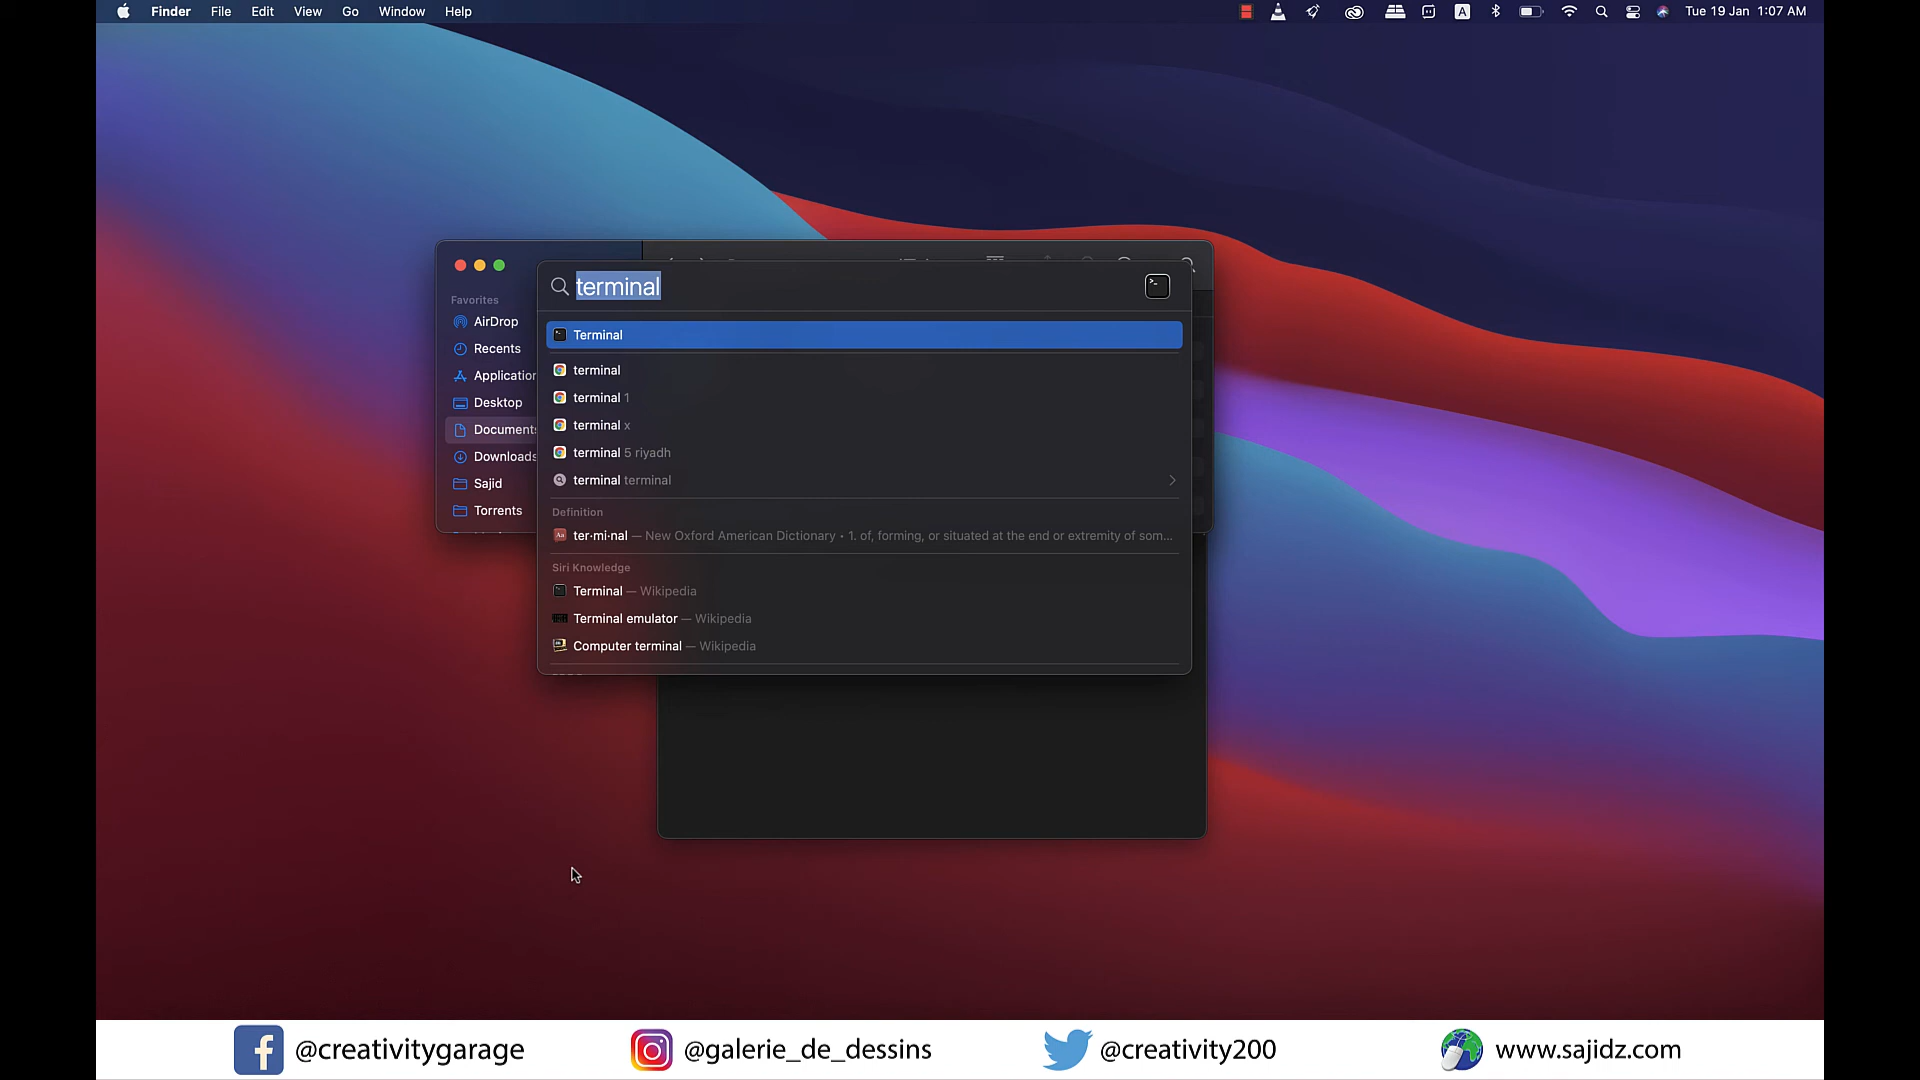 Finder File Edit View Go Window Help A Tue 19 Jan 1:07 AM
terminal
Favorites
AirDrop
Recents
Applicatior
Desktop
Documents
Downloads
Sajid
Torrents
Terminal
terminal
terminal 1
terminal x
terminal 5 riyadh
terminal terminal
Definition
ter·mi·nal — New Oxford American Dictionary • 1. of, forming, or situated at the end or extremity of som...
Siri Knowledge
Terminal — Wikipedia
Terminal emulator — Wikipedia
Computer terminal — Wikipedia
@creativitygarage @galerie_de_dessins @creativity200 www.sajidz.com